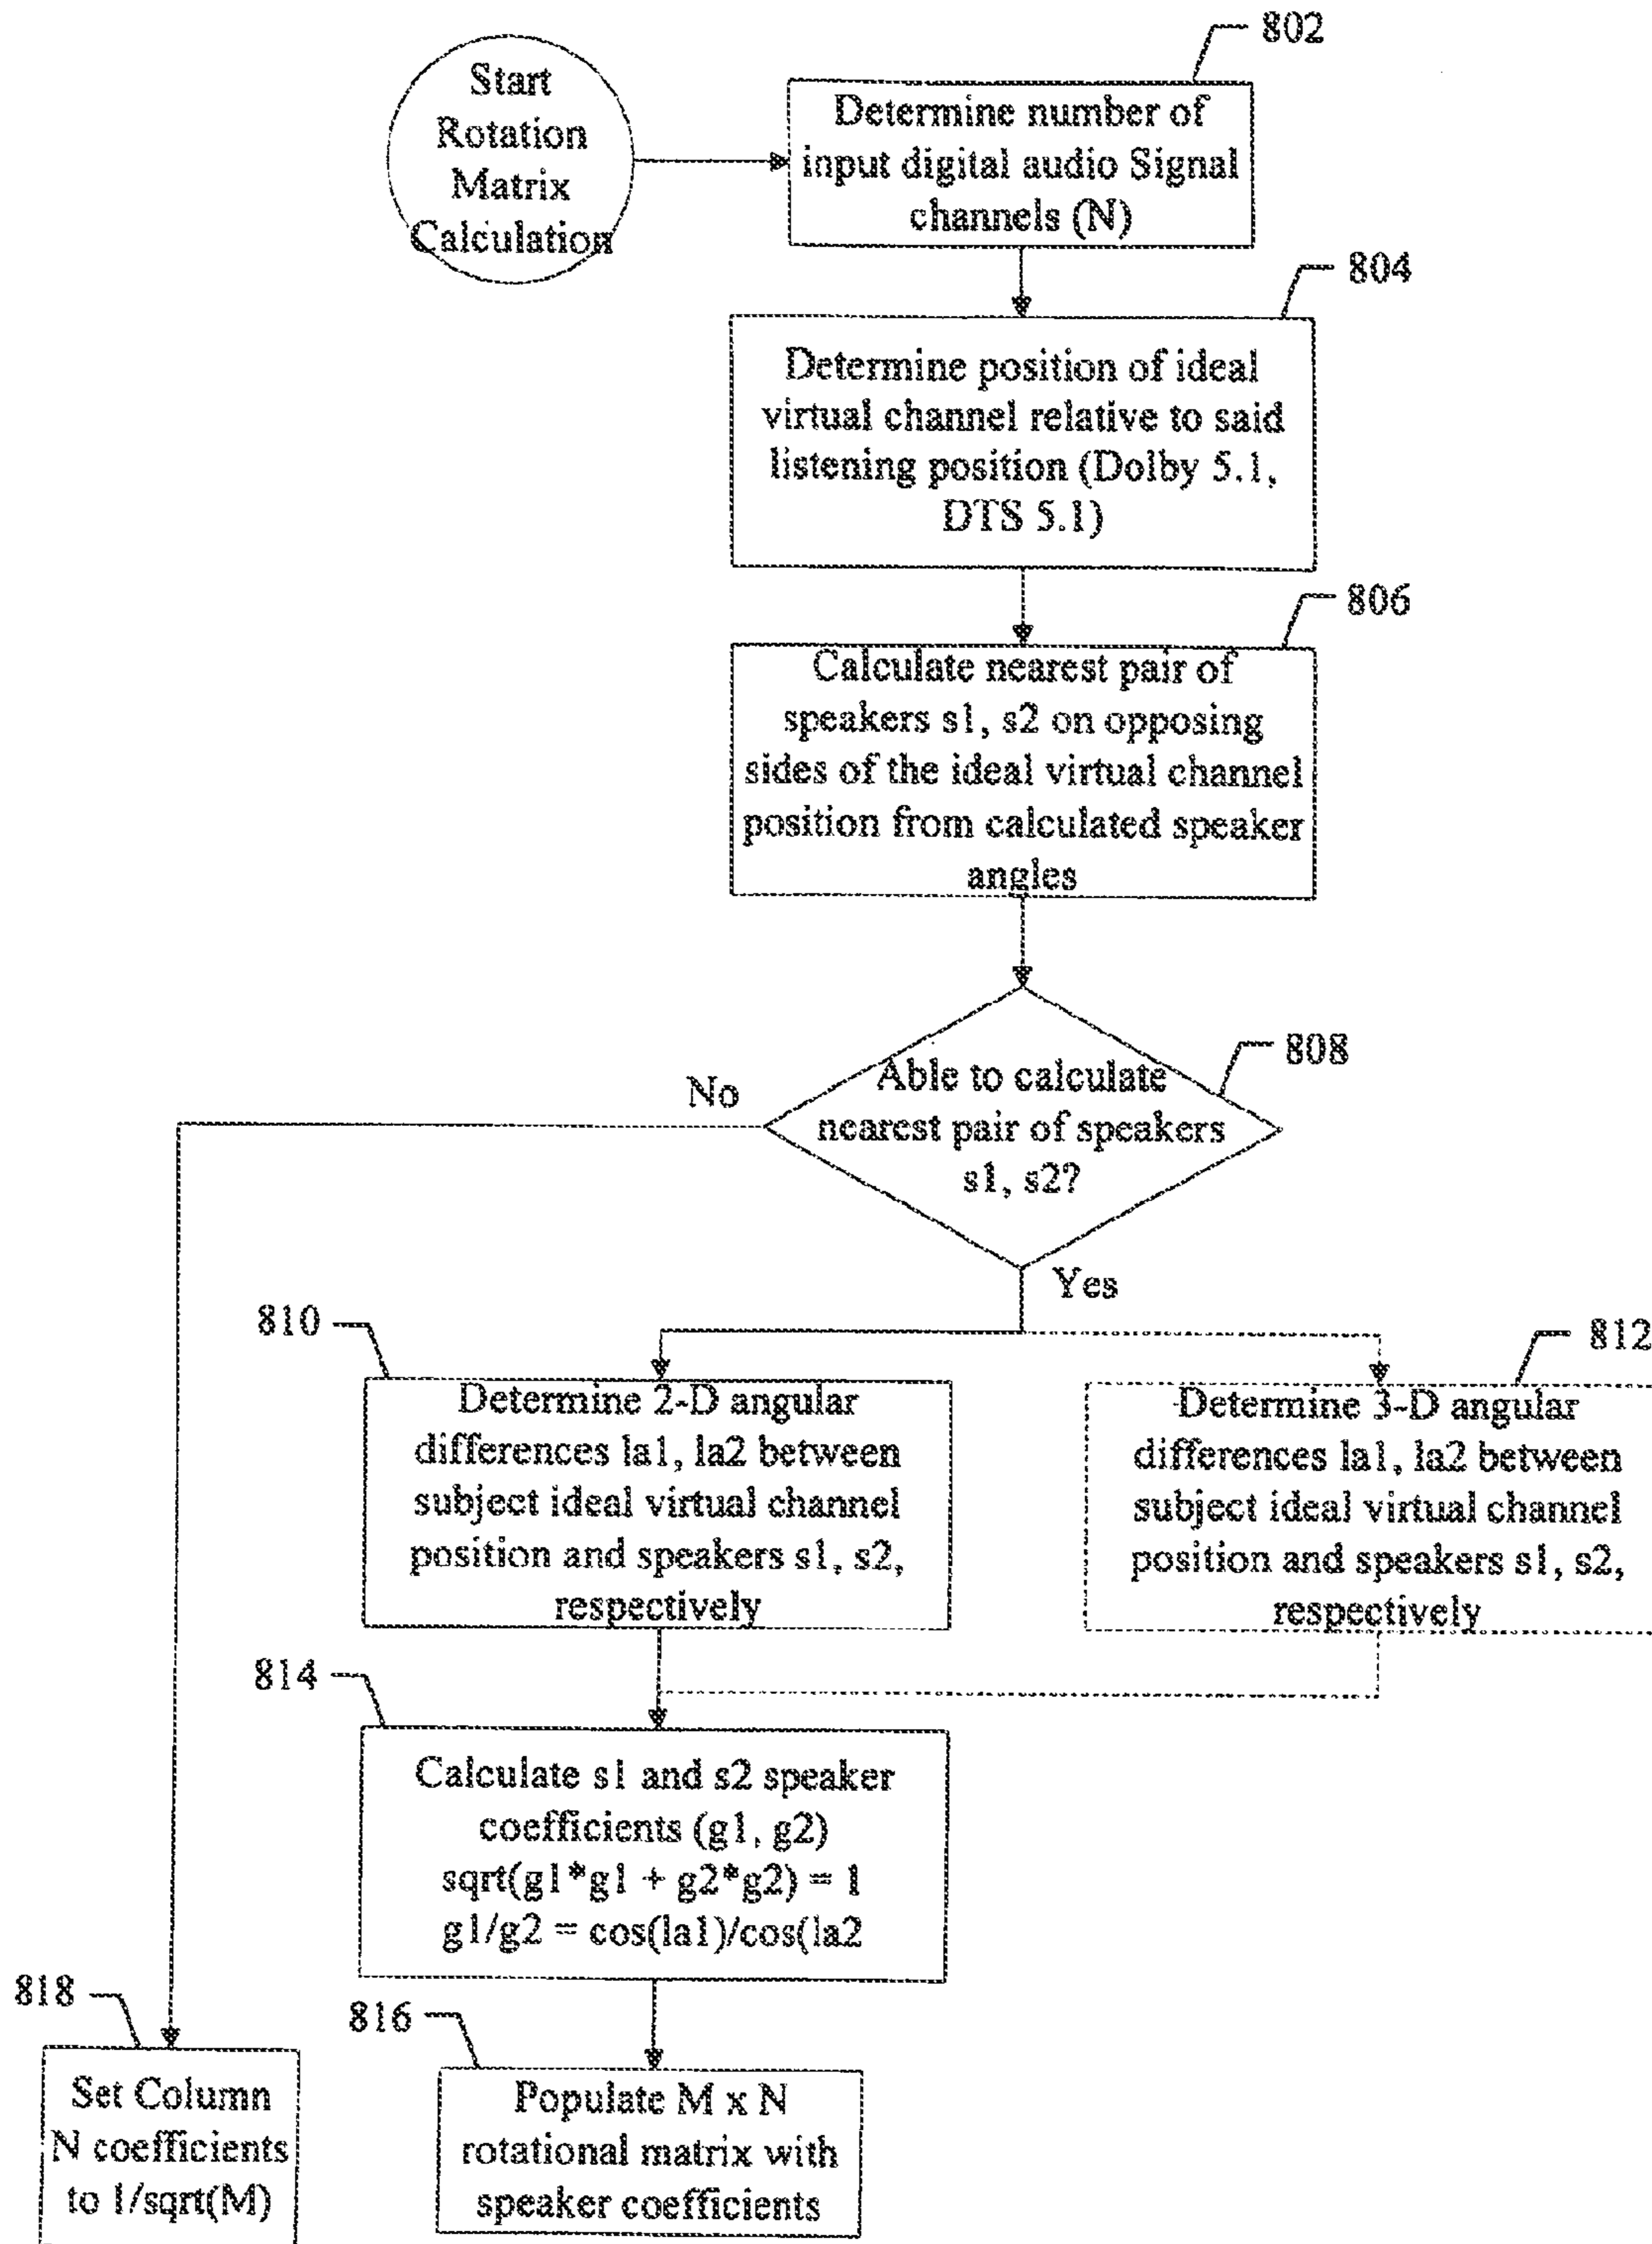 802
Start
Rotation
Matrix
Calculation
Determine number of
input digital audio Signal
channels (N)
804
Determine position of ideal
virtual channel relative to said
listening position (Dolby 5.1,
DTS 5.1)
806
Calculate nearest pair of
speakers s1, s2 on opposing
sides of the ideal virtual channel
position from calculated speaker
angles
808
Able to calculate
nearest pair of speakers
s1, s2?
No
Yes
810
812
Determine 2-D angular
differences la1, la2 between
subject ideal virtual channel
position and speakers s1, s2,
respectively
Determine 3-D angular
differences la1, la2 between
subject ideal virtual channel
position and speakers s1, s2,
respectively
814
Calculate s1 and s2 speaker
coefficients (g1, g2)
sqrt(g1*g1 + g2*g2) = 1
g1/g2 = cos(la1)/cos(la2
818
816
Set Column
N coefficients
to 1/sqrt(M)
Populate M x N
rotational matrix with
speaker coefficients